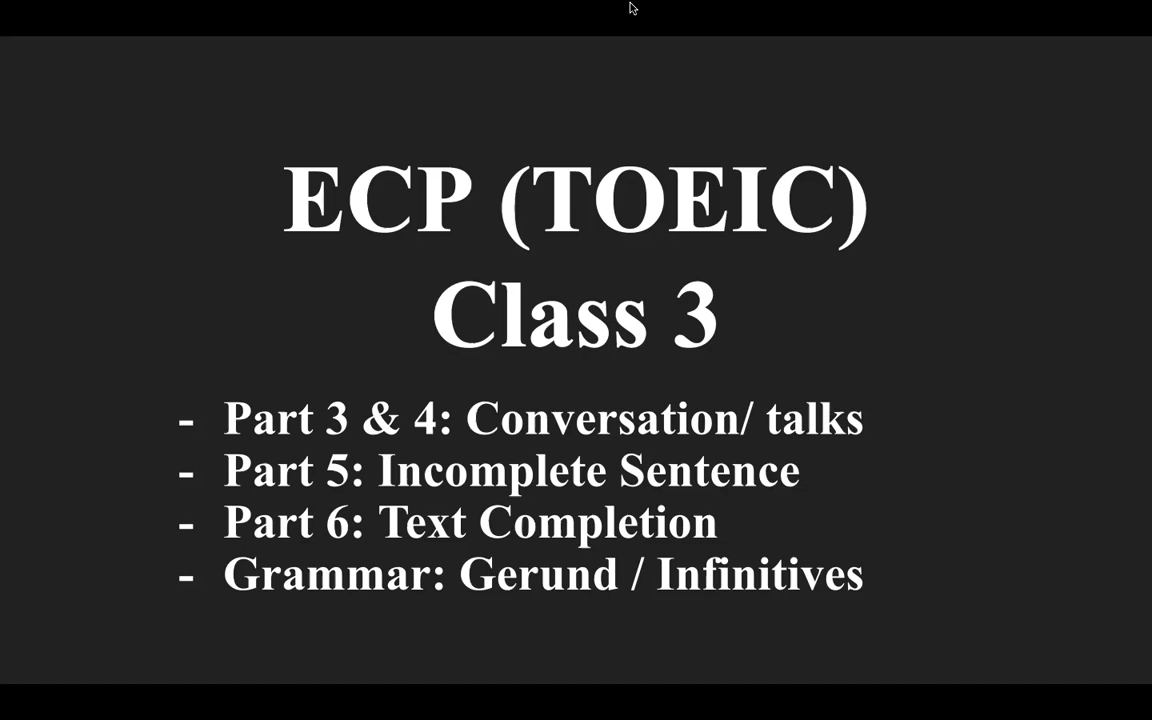 ECP (TOEIC)
Class 3
- Part 3 & 4: Conversation/ talks
- Part 5: Incomplete Sentence
- Part 6: Text Completion
- Grammar: Gerund / Infinitives